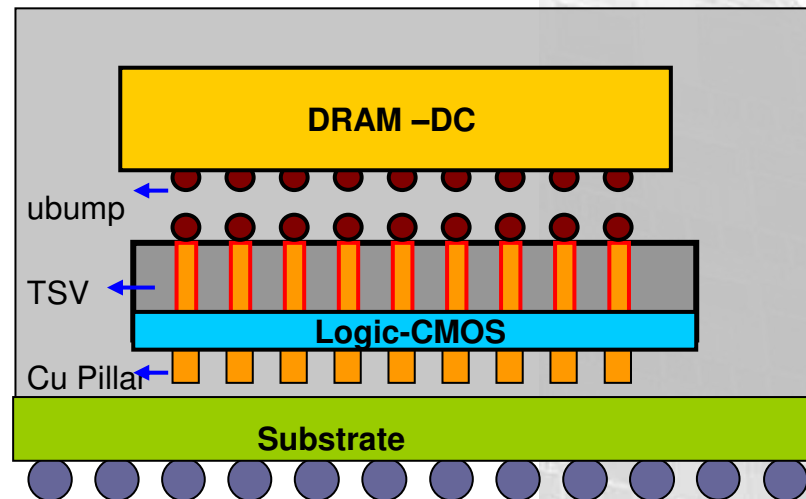 DRAM –DC
ubump
TSV
Logic-CMOS
Cu Pillar
Substrate